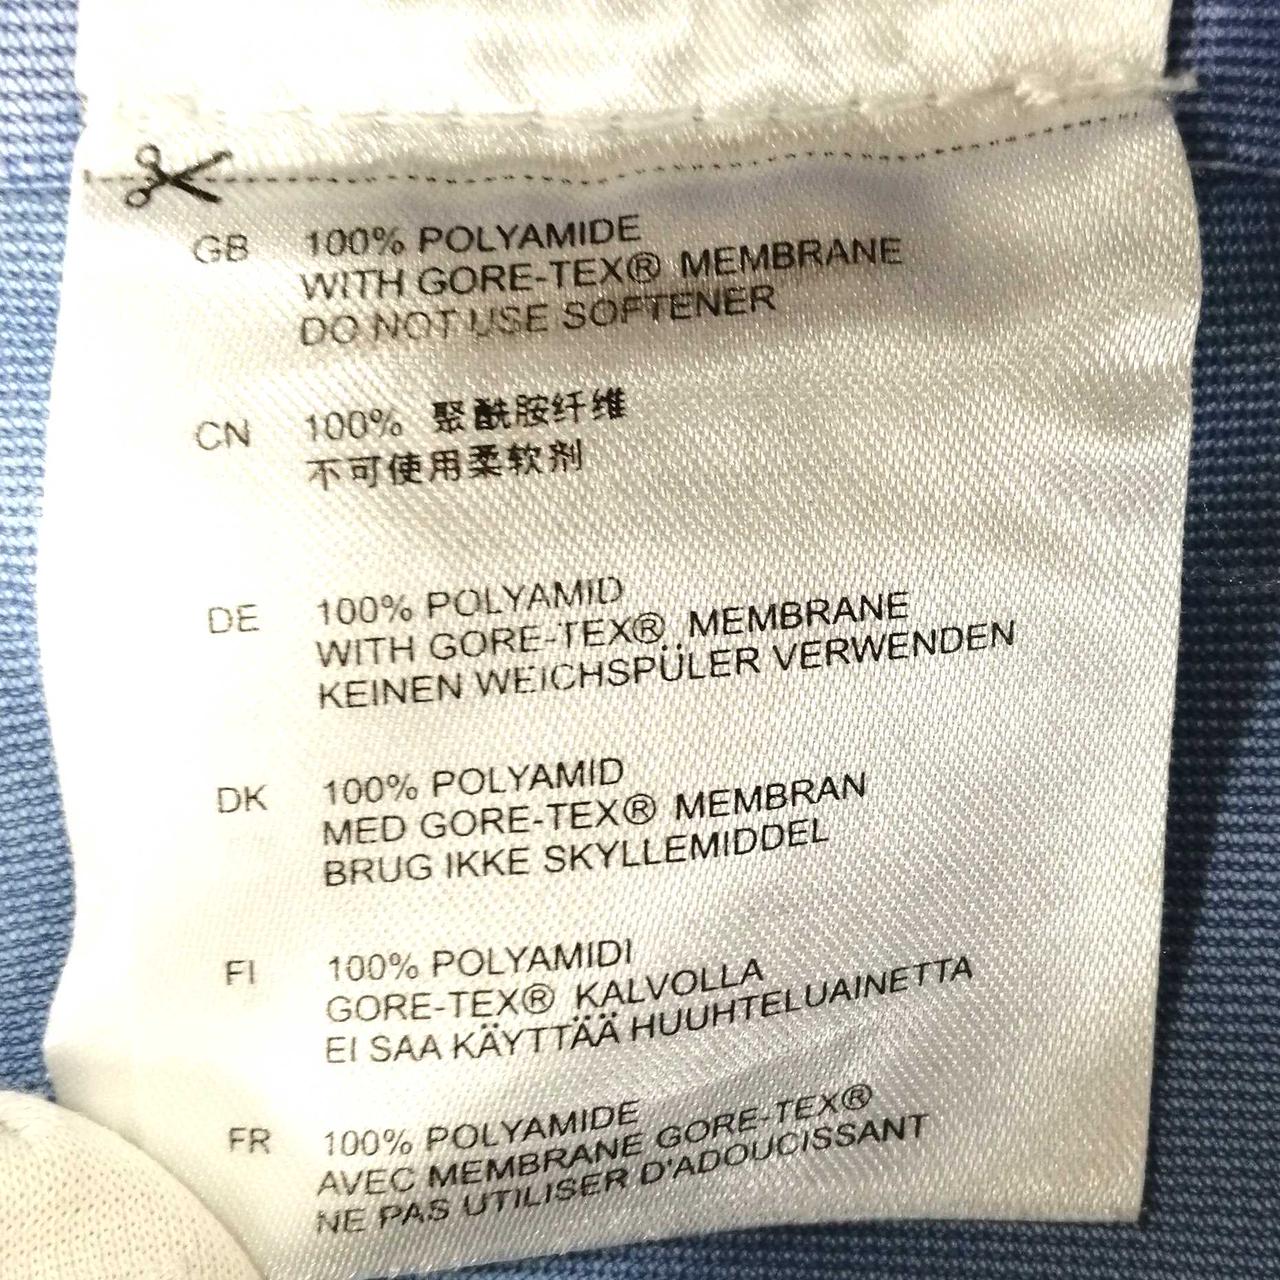 GB 100% POLYAMIDE
WITH GORE-TEX® MEMBRANE
DO NOT USE SOFTENER
CN 100% 聚酰胺纤维
不可使用柔软剂
DE 100% POLYAMID
WITH GORE-TEX® MEMBRANE
KEINEN WEICHSPÜLER VERWENDEN
DK 100% POLYAMID
MED GORE-TEX® MEMBRAN
BRUG IKKE SKYLLEMIDDEL
FI 100% POLYAMIDI
GORE-TEX® KALVOLLA
EI SAA KÄYTTÄÄ HUUHTELUAINETTA
FR 100% POLYAMIDE
AVEC MEMBRANE GORE-TEX®
NE PAS UTILISER D'ADOUCISSANT